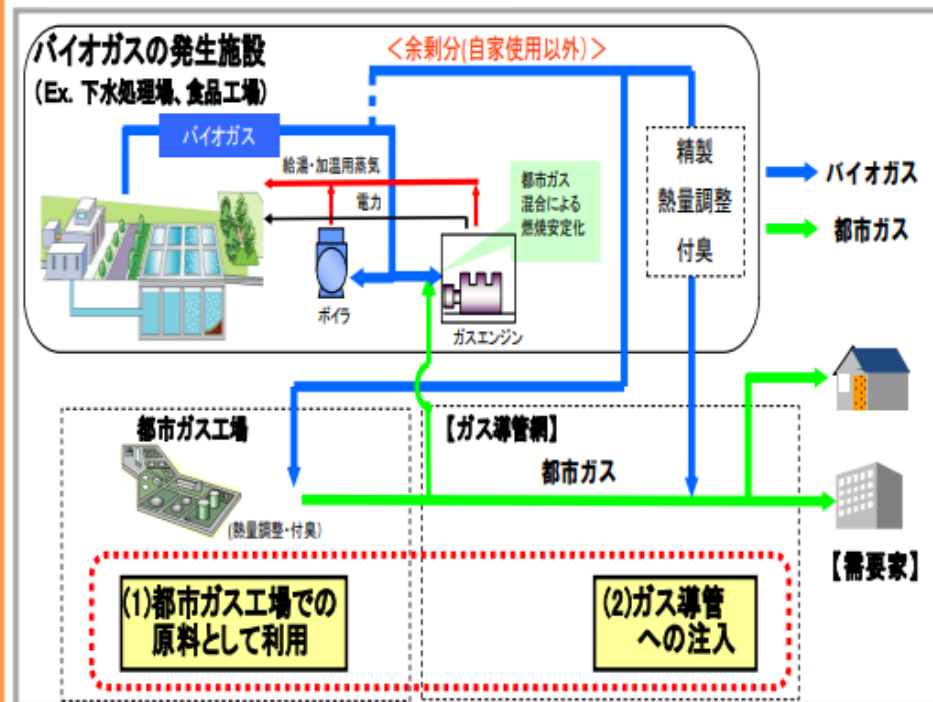 バイオガスの発生施設
(Ex. 下水処理場、食品工場)
<余剰分(自家使用以外)>
バイオガス
給湯・加温用蒸気
電力
都市ガス
混合による
燃焼安定化
ボイラ
ガスエンジン
精製
熱量調整
付臭
バイオガス
都市ガス
都市ガス工場
(熱量調整・付臭)
【ガス導管網】
都市ガス
【需要家】
(1)都市ガス工場での
原料として利用
(2)ガス導管
への注入